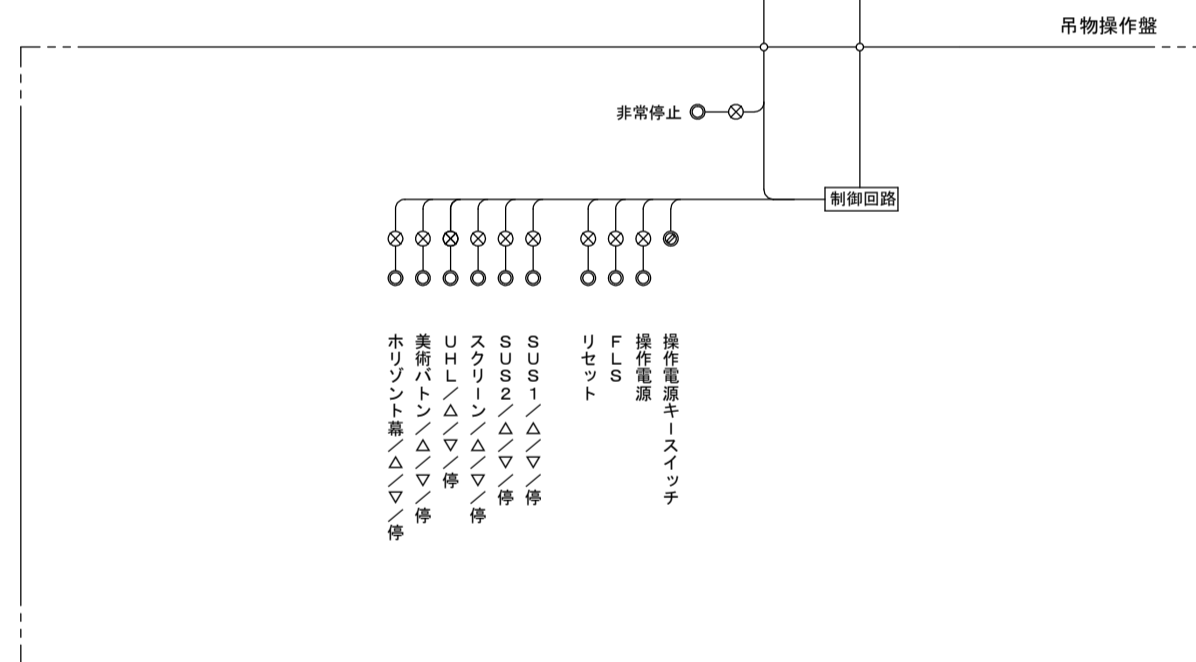 吊物操作盤
非常停止
制御回路
ホリゾント幕／△／▽／停
美術バトン／△／▽／停
ＵＨＬ／△／▽／停
スクリーン／△／▽／停
ＳＵＳ２／△／▽／停
ＳＵＳ１／△／▽／停
リセット
ＦＬＳ
操作電源
操作電源キースイッチ